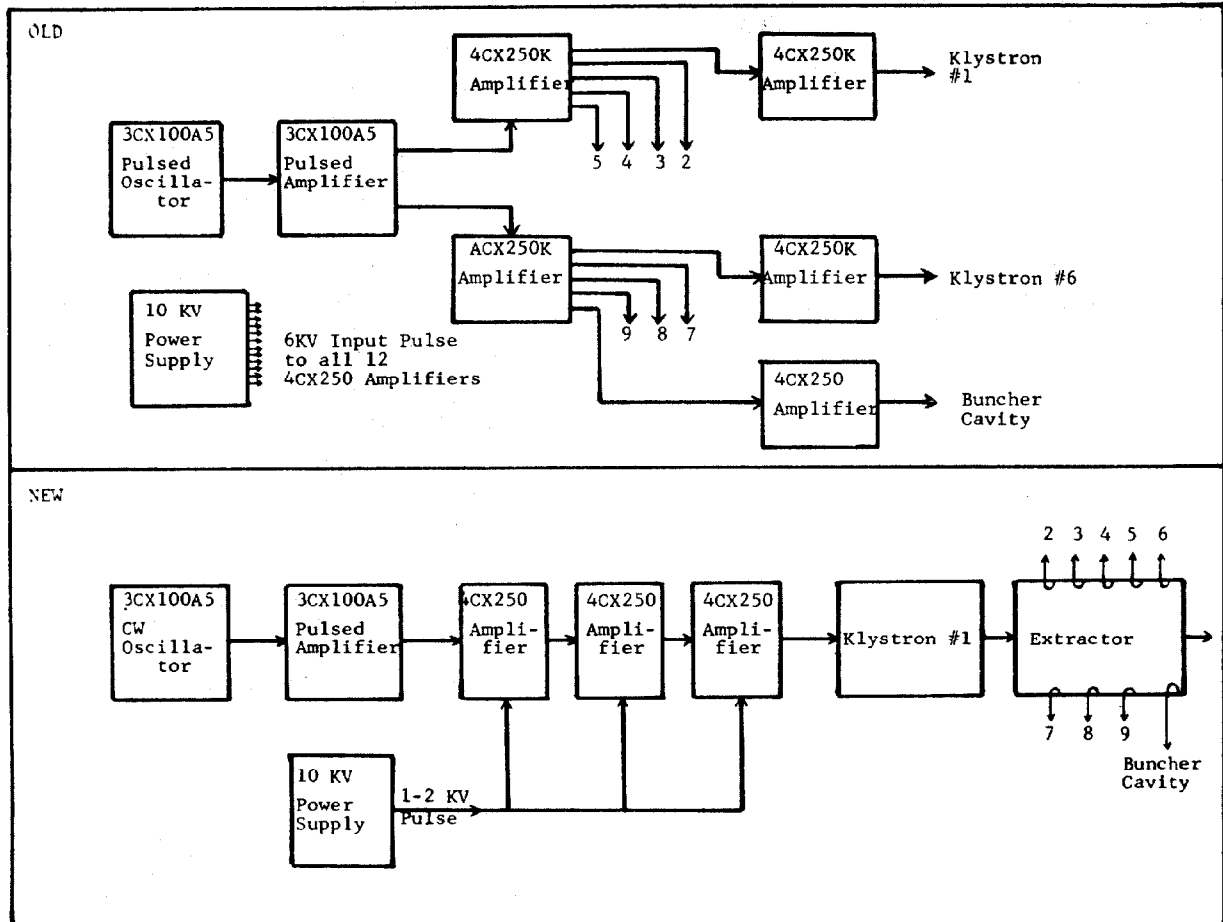 OLD
3CX100A5
Pulsed
Oscilla-
tor
3CX100A5
Pulsed
Amplifier
4CX250K
Amplifier
5 4 3 2
4CX250K
Amplifier
Klystron
#1
ACX250K
Amplifier
9 8 7
4CX250K
Amplifier
Klystron #6
10 KV
Power
Supply
6KV Input Pulse
to all 12
4CX250 Amplifiers
4CX250
Amplifier
Buncher
Cavity
NEW
3CX100A5
CW
Oscilla-
tor
3CX100A5
Pulsed
Amplifier
4CX250
Ampli-
fier
4CX250
Ampli-
fier
4CX250
Ampli-
fier
Klystron #1
2 3 4 5 6
Extractor
7 8 9
Buncher
Cavity
10 KV
Power
Supply
1-2 KV
Pulse